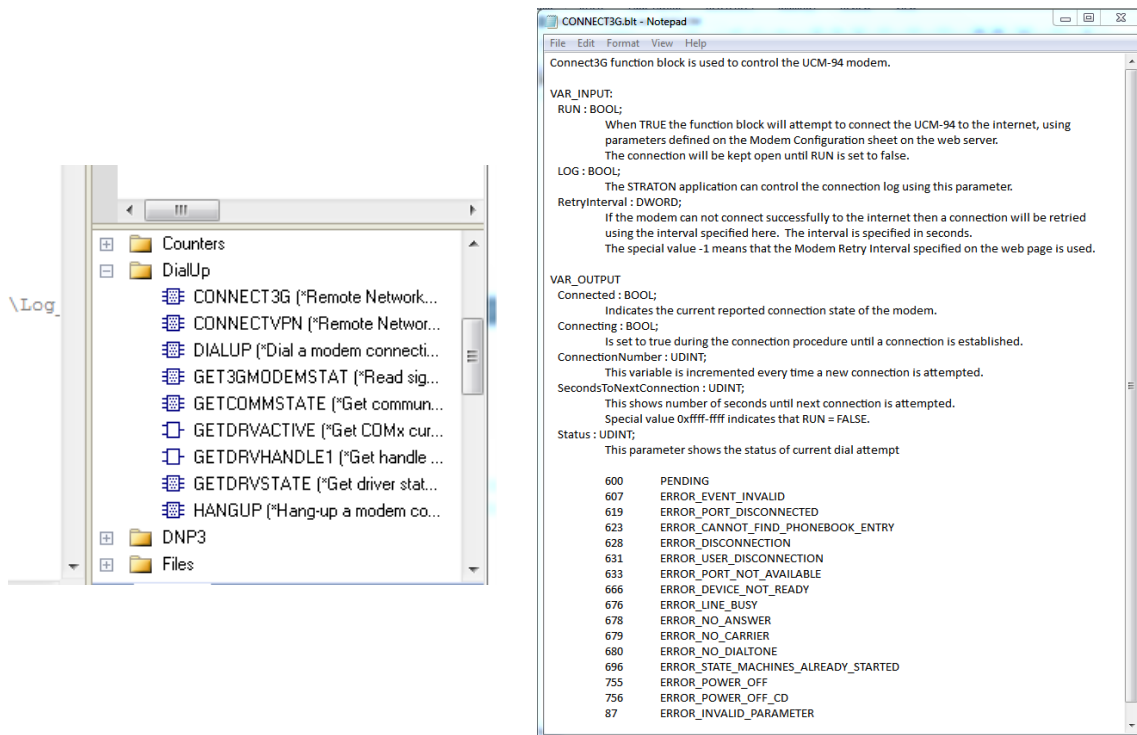 \Log_
Counters
DialUp
CONNECT3G (*Remote Network...
CONNECTVPN (*Remote Networ...
DIALUP (*Dial a modem connecti...
GET3GMODEMSTAT (*Read sig...
GETCOMMSTATE (*Get commun...
GETDRVACTIVE (*Get COMx cur...
GETDRVHANDLE1 (*Get handle ...
GETDRVSTATE (*Get driver stat...
HANGUP (*Hang-up a modem co...
DNP3
Files
CONNECT3G.blt - Notepad
File Edit Format View Help
Connect3G function block is used to control the UCM-94 modem.
VAR_INPUT:
RUN : BOOL;
When TRUE the function block will attempt to connect the UCM-94 to the internet, using
parameters defined on the Modem Configuration sheet on the web server.
The connection will be kept open until RUN is set to false.
LOG : BOOL;
The STRATON application can control the connection log using this parameter.
RetryInterval : DWORD;
If the modem can not connect successfully to the internet then a connection will be retried
using the interval specified here. The interval is specified in seconds.
The special value -1 means that the Modem Retry Interval specified on the web page is used.
VAR_OUTPUT
Connected : BOOL;
Indicates the current reported connection state of the modem.
Connecting : BOOL;
Is set to true during the connection procedure until a connection is established.
ConnectionNumber : UDINT;
This variable is incremented every time a new connection is attempted.
SecondsToNextConnection : UDINT;
This shows number of seconds until next connection is attempted.
Special value 0xffff-ffff indicates that RUN = FALSE.
Status : UDINT;
This parameter shows the status of current dial attempt
600 PENDING
607 ERROR_EVENT_INVALID
619 ERROR_PORT_DISCONNECTED
623 ERROR_CANNOT_FIND_PHONEBOOK_ENTRY
628 ERROR_DISCONNECTION
631 ERROR_USER_DISCONNECTION
633 ERROR_PORT_NOT_AVAILABLE
666 ERROR_DEVICE_NOT_READY
676 ERROR_LINE_BUSY
678 ERROR_NO_ANSWER
679 ERROR_NO_CARRIER
680 ERROR_NO_DIALTONE
696 ERROR_STATE_MACHINES_ALREADY_STARTED
755 ERROR_POWER_OFF
756 ERROR_POWER_OFF_CD
87 ERROR_INVALID_PARAMETER